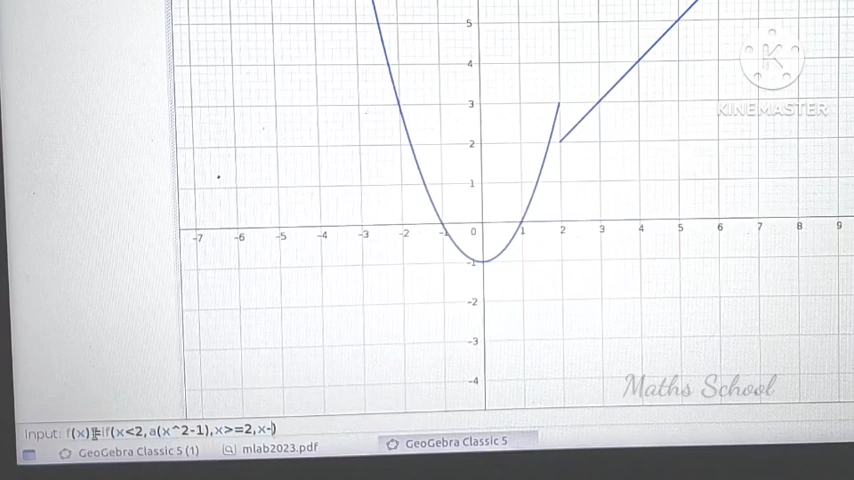 5
4
3
2
1
-7 -6 -5 -4 -3 -2 -1 0 1 2 3 4 5 6 7 8 9
-1
-2
-3
-4
KINEMASTER
Maths School
Input: f(x)=If(x<2,a(x^2-1),x>=2,x-)
GeoGebra Classic 5 (1) mlab2023.pdf GeoGebra Classic 5